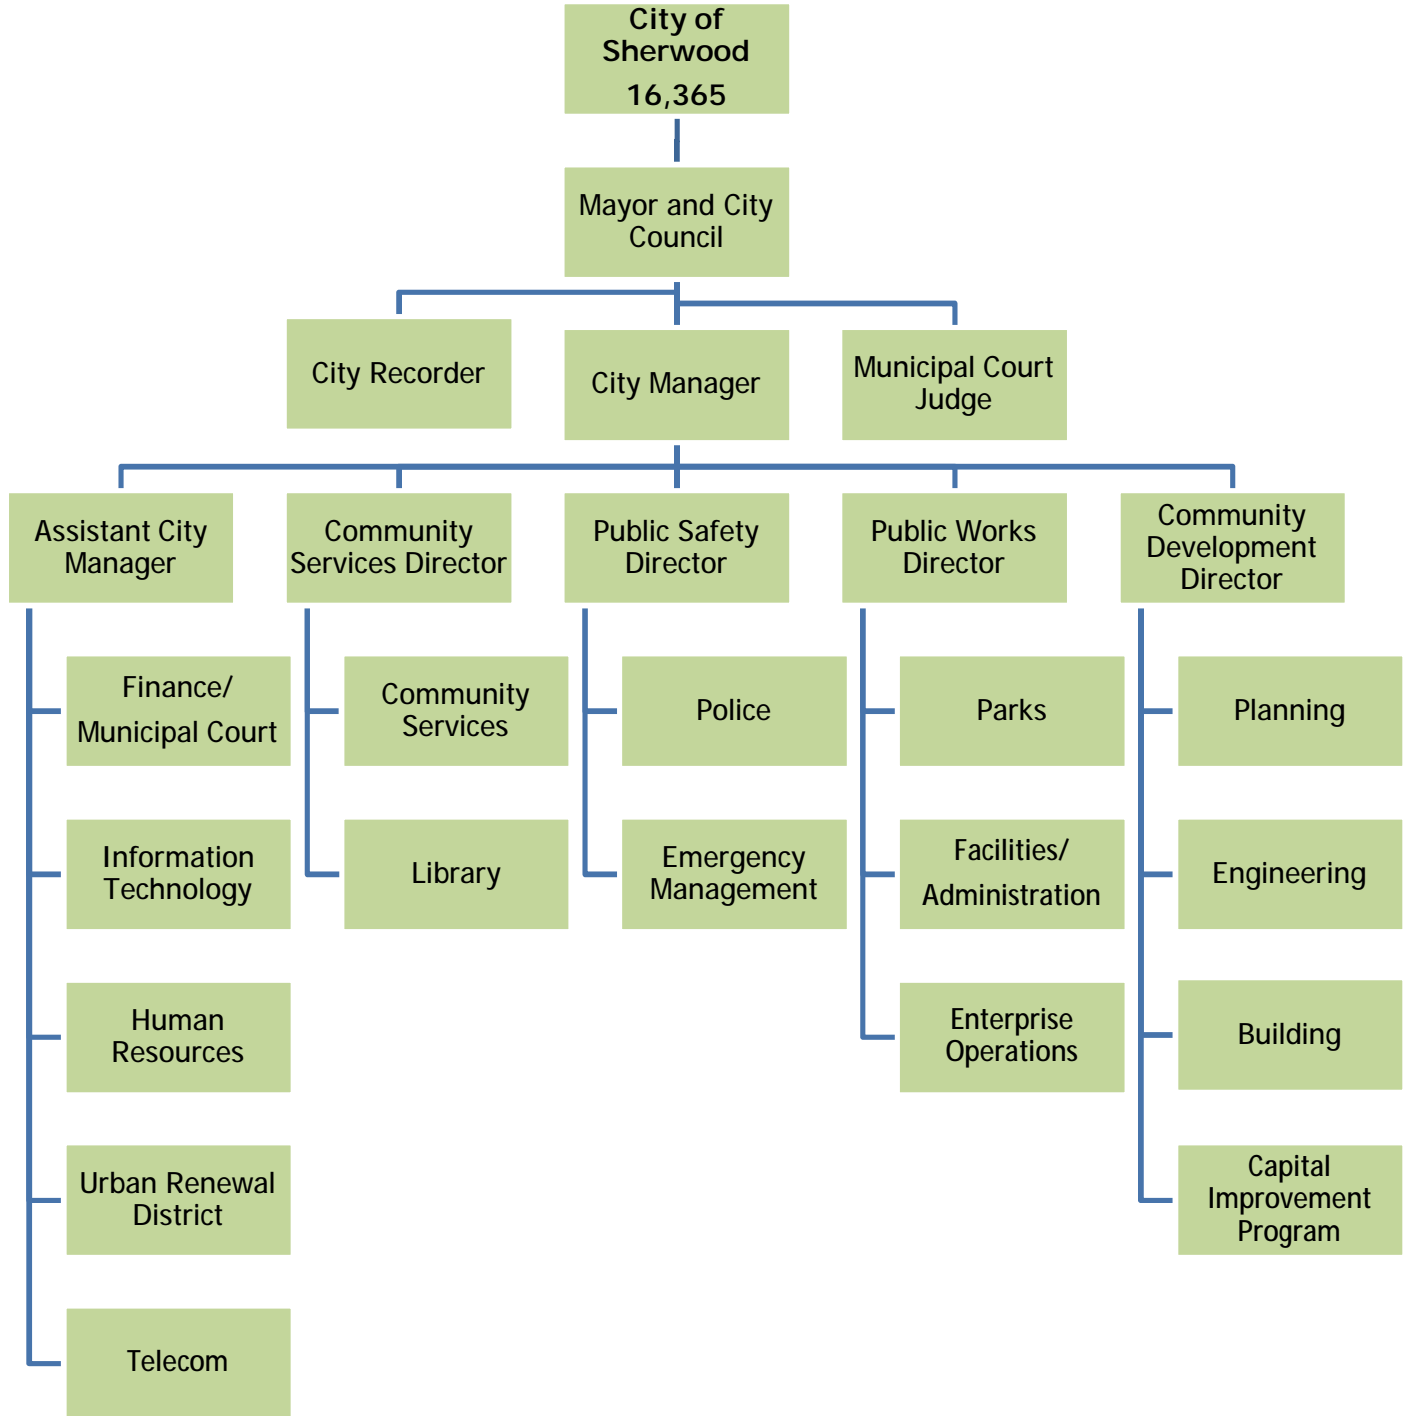 City of
Sherwood
16,365
Mayor and City
Council
City Recorder
City Manager
Municipal Court
Judge
Assistant City
Manager
Community
Services Director
Public Safety
Director
Public Works
Director
Community
Development
Director
Finance/
Municipal Court
Information
Technology
Human
Resources
Urban Renewal
District
Telecom
Community
Services
Library
Police
Emergency
Management
Parks
Facilities/
Administration
Enterprise
Operations
Planning
Engineering
Building
Capital
Improvement
Program